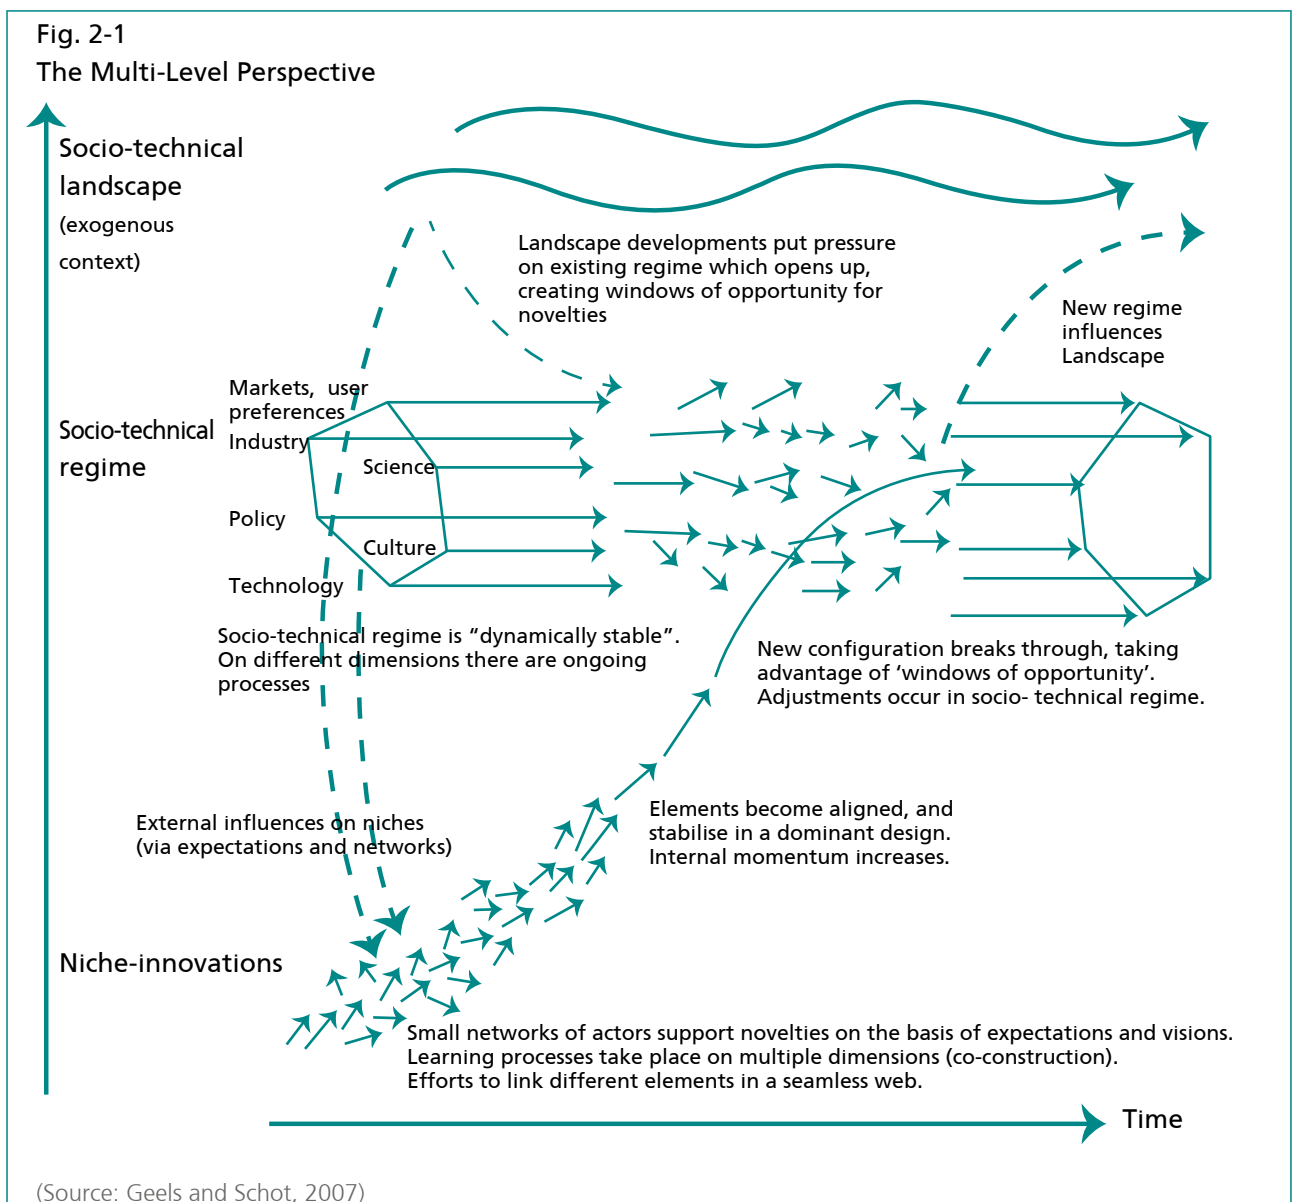 Fig. 2-1
The Multi-Level Perspective
Socio-technical
landscape
(exogenous
context)
Landscape developments put pressure
on existing regime which opens up,
creating windows of opportunity for
novelties
New regime
influences
Landscape
Markets, user
preferences
Socio-technical
regime
Industry
Science
Policy
Culture
Technology
Socio-technical regime is “dynamically stable”.
On different dimensions there are ongoing
processes
New configuration breaks through, taking
advantage of ‘windows of opportunity’.
Adjustments occur in socio- technical regime.
External influences on niches
(via expectations and networks)
Elements become aligned, and
stabilise in a dominant design.
Internal momentum increases.
Niche-innovations
Small networks of actors support novelties on the basis of expectations and visions.
Learning processes take place on multiple dimensions (co-construction).
Efforts to link different elements in a seamless web.
Time
(Source: Geels and Schot, 2007)